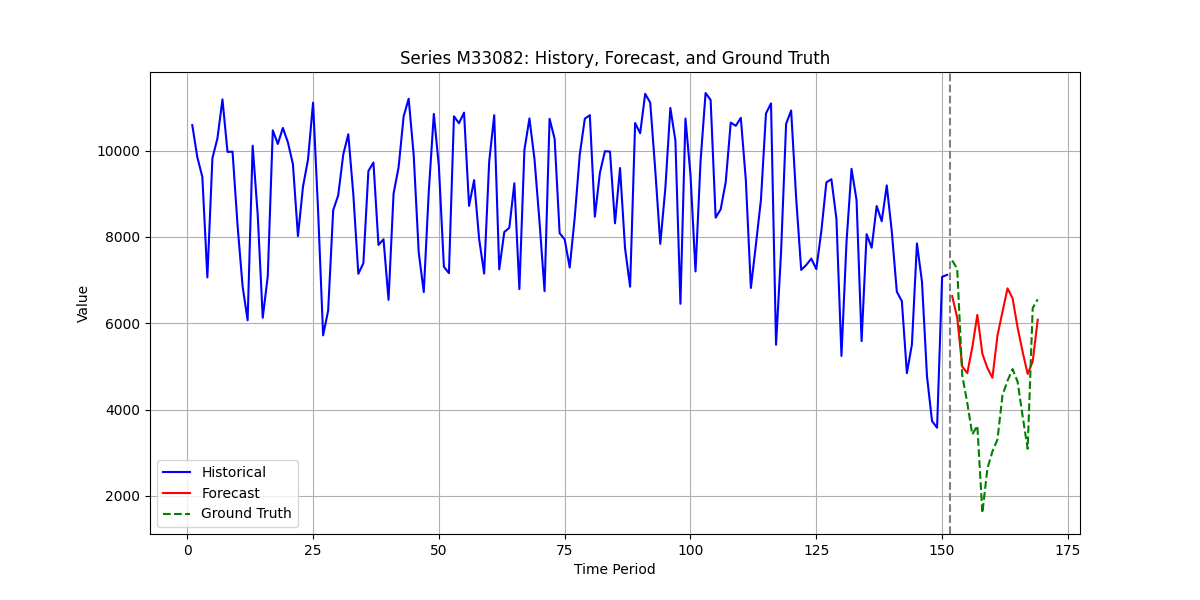 Series M33082: History, Forecast, and Ground Truth
Value
10000
8000
6000
4000
2000
Historical
Forecast
Ground Truth
0 25 50 75 100 125 150 175
Time Period